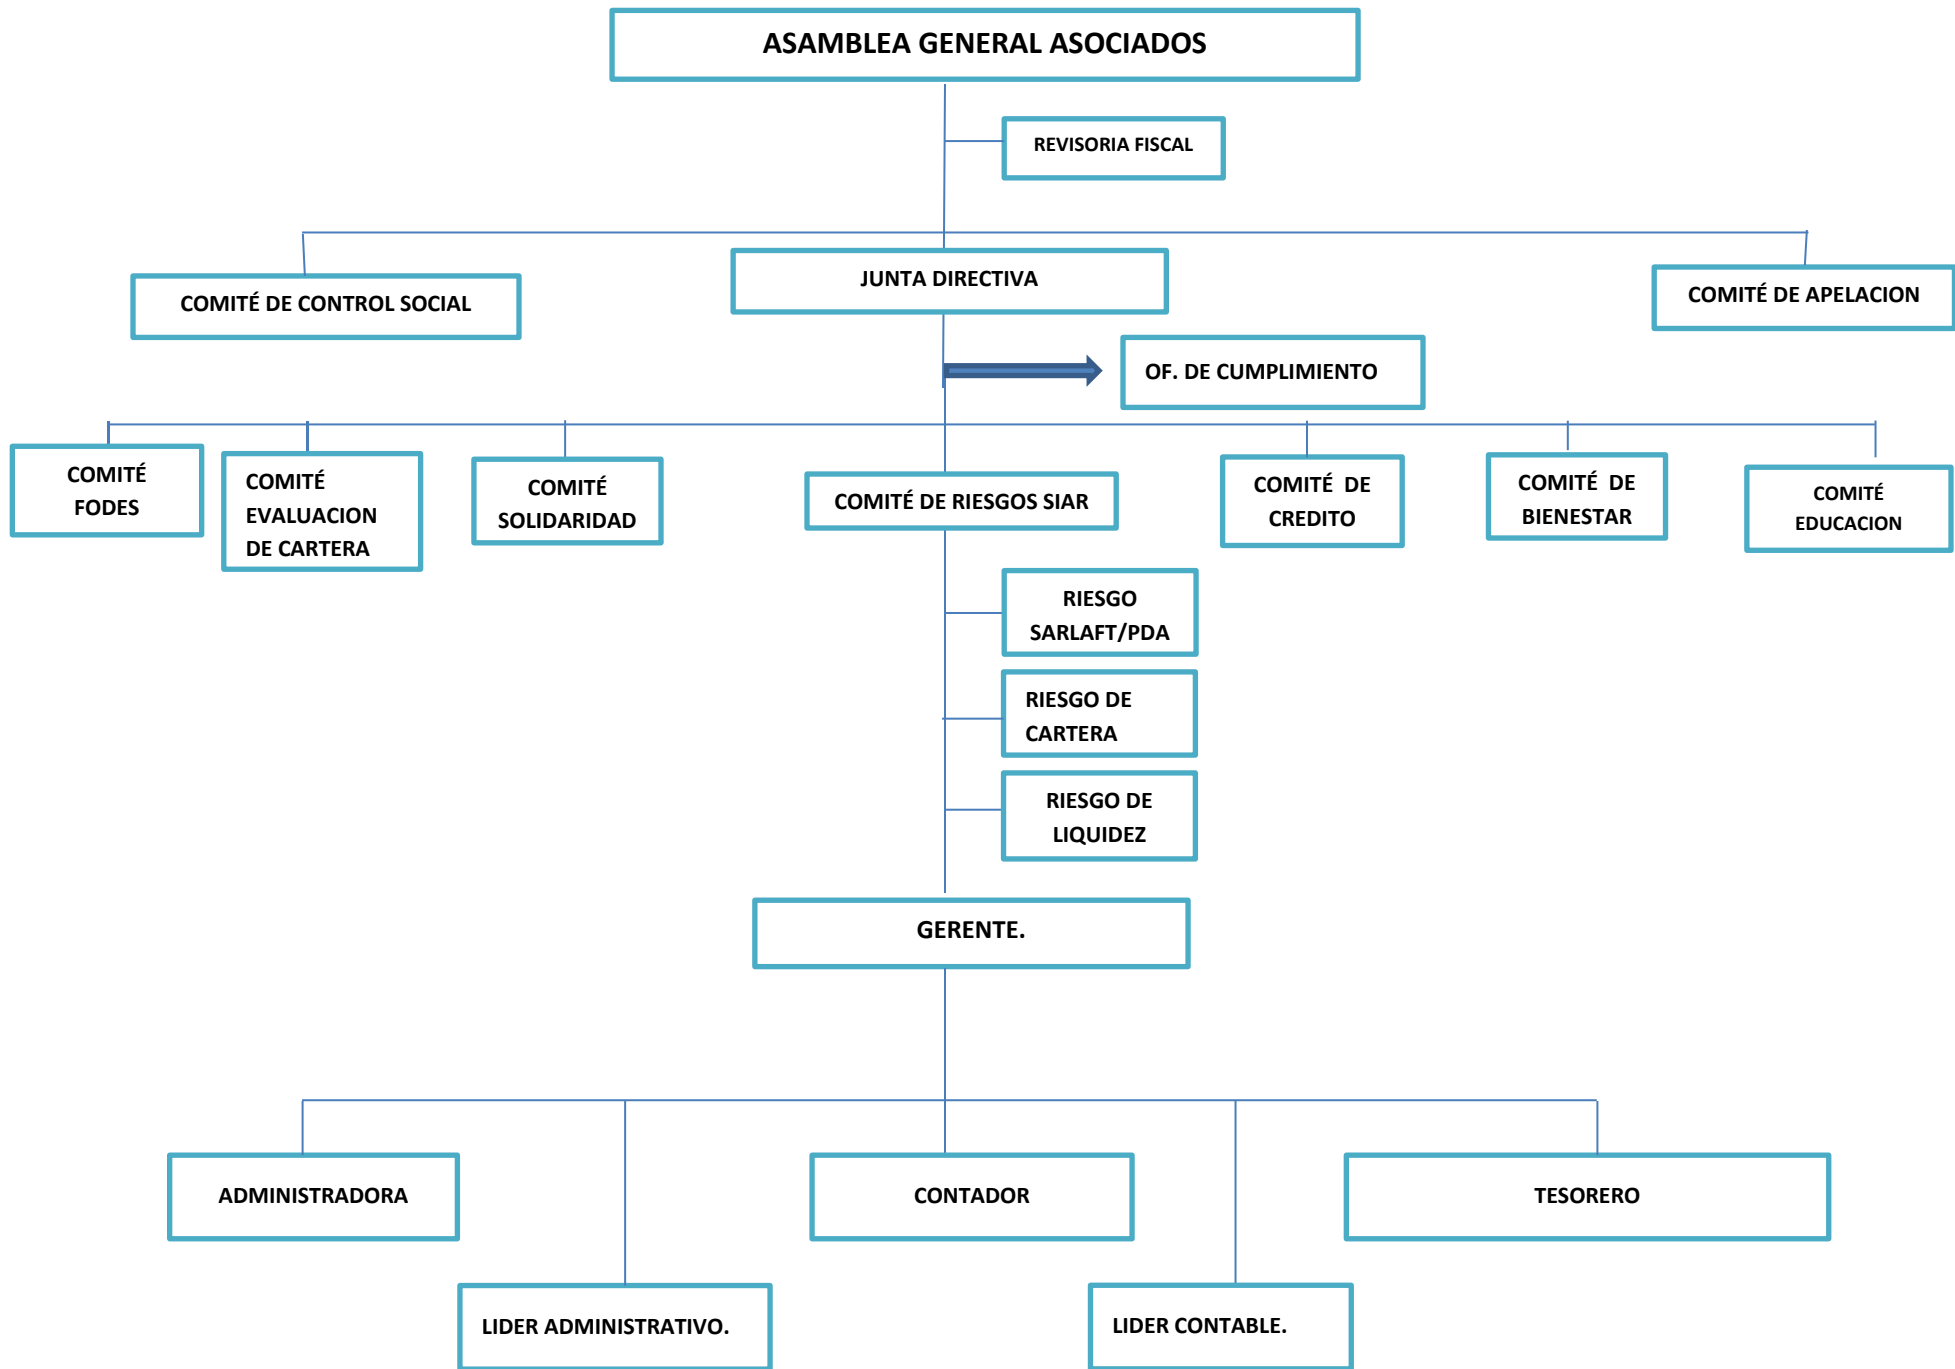 ASAMBLEA GENERAL ASOCIADOS
REVISORIA FISCAL
COMITÉ DE CONTROL SOCIAL
JUNTA DIRECTIVA
COMITÉ DE APELACION
OF. DE CUMPLIMIENTO
COMITÉ
FODES
COMITÉ
EVALUACION
DE CARTERA
COMITÉ
SOLIDARIDAD
COMITÉ DE RIESGOS SIAR
COMITÉ DE
CREDITO
COMITÉ DE
BIENESTAR
COMITÉ
EDUCACION
RIESGO
SARLAFT/PDA
RIESGO DE
CARTERA
RIESGO DE
LIQUIDEZ
GERENTE.
ADMINISTRADORA
CONTADOR
TESORERO
LIDER ADMINISTRATIVO.
LIDER CONTABLE.